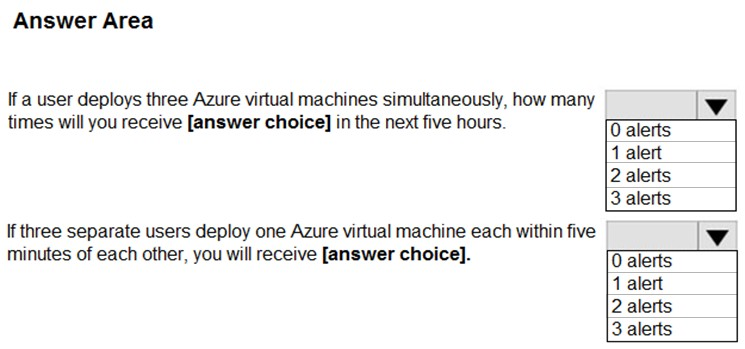 Answer Area
If a user deploys three Azure virtual machines simultaneously, how many
times will you receive [answer choice] in the next five hours.
0 alerts
1 alert
2 alerts
3 alerts
If three separate users deploy one Azure virtual machine each within five
minutes of each other, you will receive [answer choice].
0 alerts
1 alert
2 alerts
3 alerts